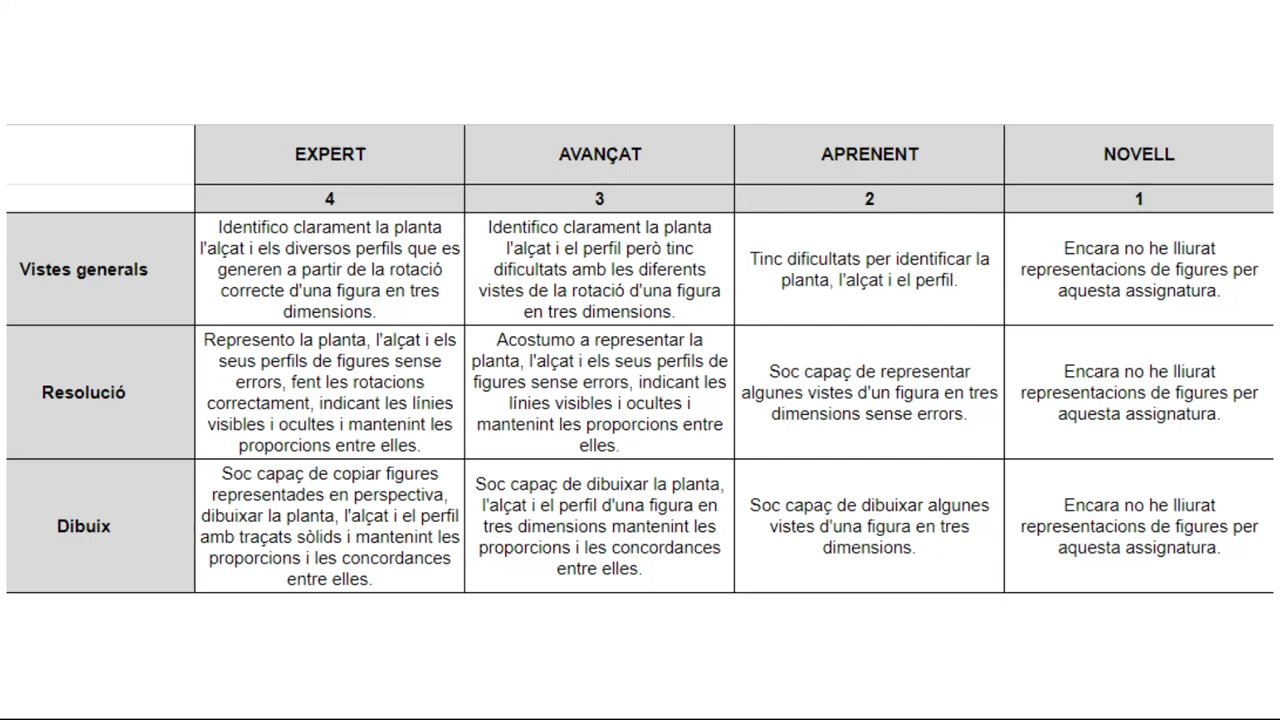 EXPERT AVANÇAT APRENENT NOVELL
4 3 2 1
Vistes generals
Identifico clarament la planta
l'alçat i els diversos perfils que es
generen a partir de la rotació
correcte d'una figura en tres
dimensions.
Identifico clarament la planta
l'alçat i el perfil però tinc
dificultats amb les diferents
vistes de la rotació d'una figura
en tres dimensions.
Tinc dificultats per identificar la
planta, l'alçat i el perfil.
Encara no he lliurat
representacions de figures per
aquesta assignatura.
Resolució
Represento la planta, l'alçat i els
seus perfils de figures sense
errors, fent les rotacions
correctament, indicant les línies
visibles i ocultes i mantenint les
proporcions entre elles.
Acostumo a representar la
planta, l'alçat i els seus perfils de
figures sense errors, indicant les
línies visibles i ocultes i
mantenint les proporcions entre
elles.
Soc capaç de representar
algunes vistes d'un figura en tres
dimensions sense errors.
Encara no he lliurat
representacions de figures per
aquesta assignatura.
Dibuix
Soc capaç de copiar figures
representades en perspectiva,
dibuixar la planta, l'alçat i el perfil
amb traçats sòlids i mantenint les
proporcions i les concordances
entre elles.
Soc capaç de dibuixar la planta,
l'alçat i el perfil d'una figura en
tres dimensions mantenint les
proporcions i les concordances
entre elles.
Soc capaç de dibuixar algunes
vistes d'una figura en tres
dimensions.
Encara no he lliurat
representacions de figures per
aquesta assignatura.